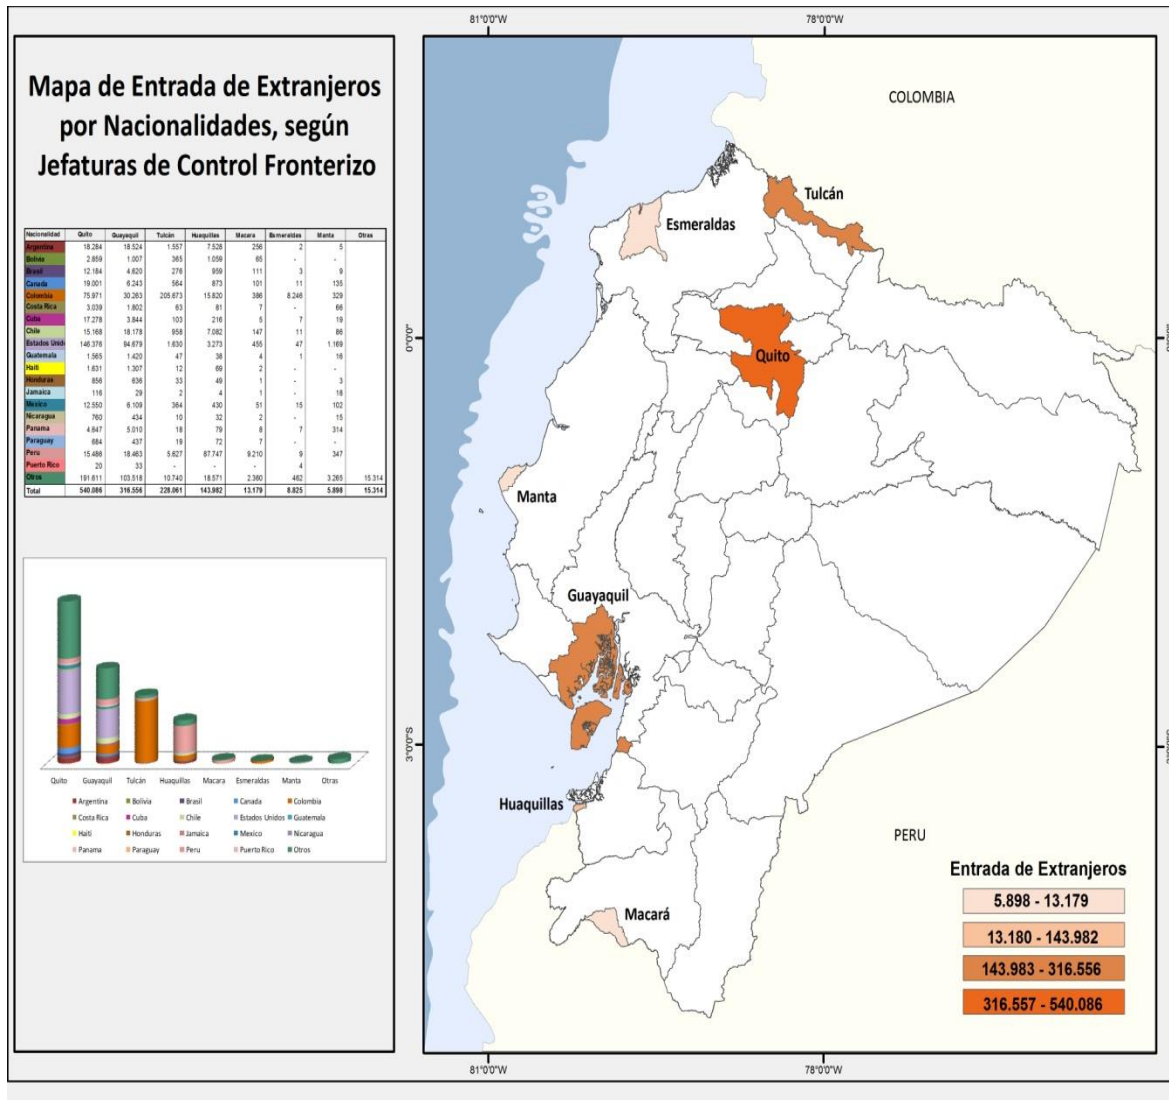 Mapa de Entrada de Extranjeros
por Nacionalidades, según
Jefaturas de Control Fronterizo
Nacionalidad Quito Guayaquil Tulcán Huaquillas Macara Esmeraldas Manta Otras
Argentina 18.284 18.524 1.557 7.528 256 2 5
Bolivia 2.859 1.007 365 1.059 65 - -
Brasil 12.184 4.620 276 959 111 3 9
Canada 19.001 6.243 564 873 101 11 135
Colombia 75.971 30.263 205.673 15.820 386 8.246 329
Costa Rica 3.039 1.802 63 81 7 - 66
Cuba 17.278 3.844 103 216 5 7 19
Chile 15.168 18.178 958 7.082 147 11 86
Estados Unid 146.376 94.679 1.630 3.273 455 47 1.169
Guatemala 1.565 1.420 47 38 4 1 16
Haiti 1.631 1.307 12 69 2 - -
Honduras 656 636 33 49 1 - 3
Jamaica 116 29 2 4 1 - 18
Mexico 12.550 6.109 364 430 51 15 102
Nicaragua 760 434 10 32 2 - 15
Panama 4.647 5.010 18 79 8 7 314
Paraguay 684 437 19 72 7 - -
Peru 15.486 18.463 5.627 87.747 9.210 9 347
Puerto Rico 20 33 - - - 4
Otros 191.611 103.518 10.740 18.571 2.360 462 3.265 15.314
Total 540.086 316.556 228.061 143.982 13.179 8.825 5.898 15.314
Quito Guayaquil Tulcán Huaquillas Macara Esmeraldas Manta Otras
Argentina Bolivia Brasil Canada Colombia
Costa Rica Cuba Chile Estados Unidos Guatemala
Haiti Honduras Jamaica Mexico Nicaragua
Panama Paraguay Peru Puerto Rico Otros
81°0'0"W 78°0'0"W
COLOMBIA
Tulcán
Esmeraldas
0°0'0"
Quito
Manta
Guayaquil
3°0'0"S
Huaquillas
PERU
Macará
Entrada de Extranjeros
5.898 - 13.179
13.180 - 143.982
143.983 - 316.556
316.557 - 540.086
81°0'0"W 78°0'0"W